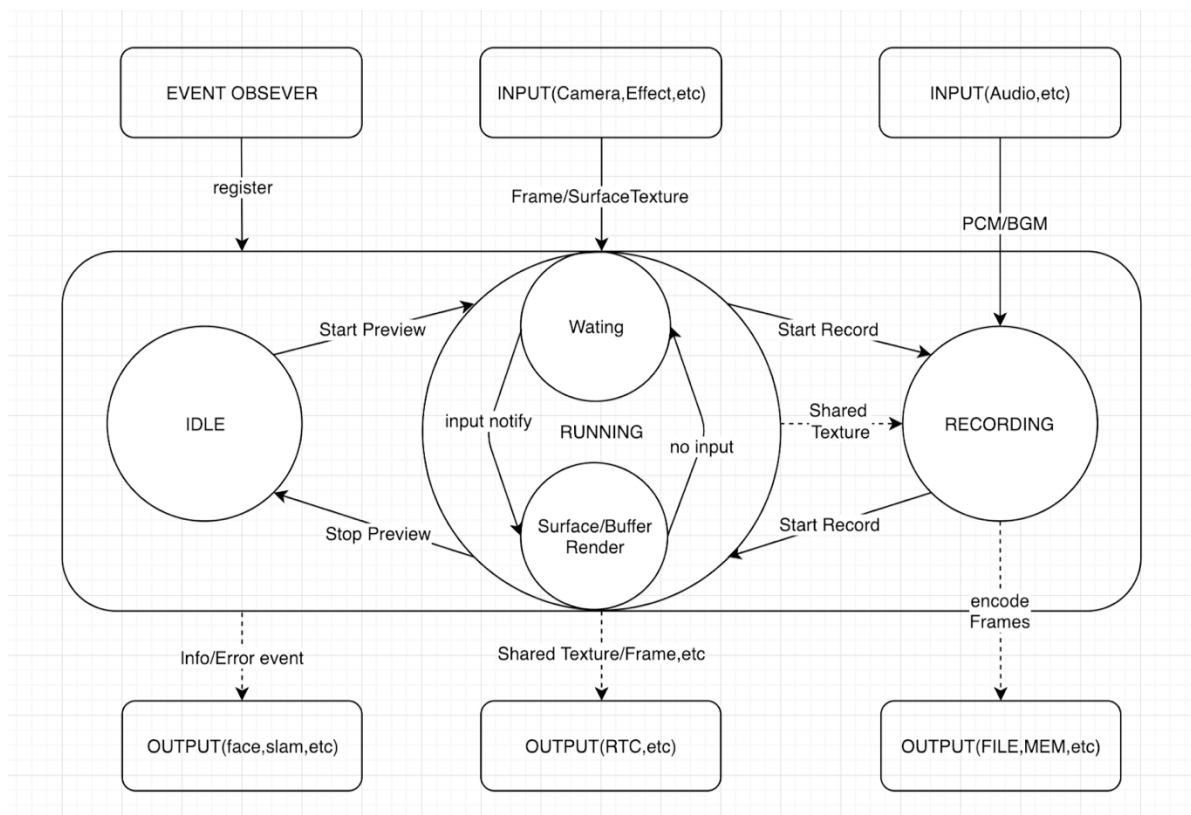 EVENT OBSEVER
INPUT(Camera,Effect,etc)
INPUT(Audio,etc)
register
Frame/SurfaceTexture
PCM/BGM
Start Preview
Wating
Start Record
IDLE
input notify
RUNNING
no input
Shared
Texture
RECORDING
Stop Preview
Surface/Buffer
Render
Start Record
encode
Frames
Info/Error event
Shared Texture/Frame,etc
OUTPUT(face,slam,etc)
OUTPUT(RTC,etc)
OUTPUT(FILE,MEM,etc)